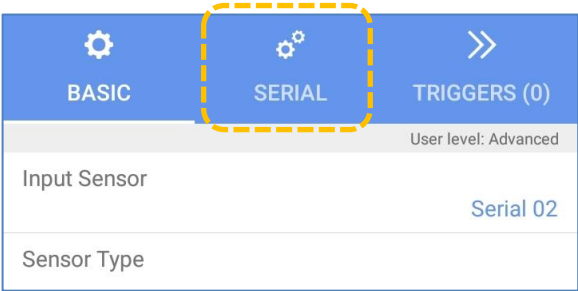 BASIC SERIAL TRIGGERS (0)
User level: Advanced
Input Sensor
Serial 02
Sensor Type